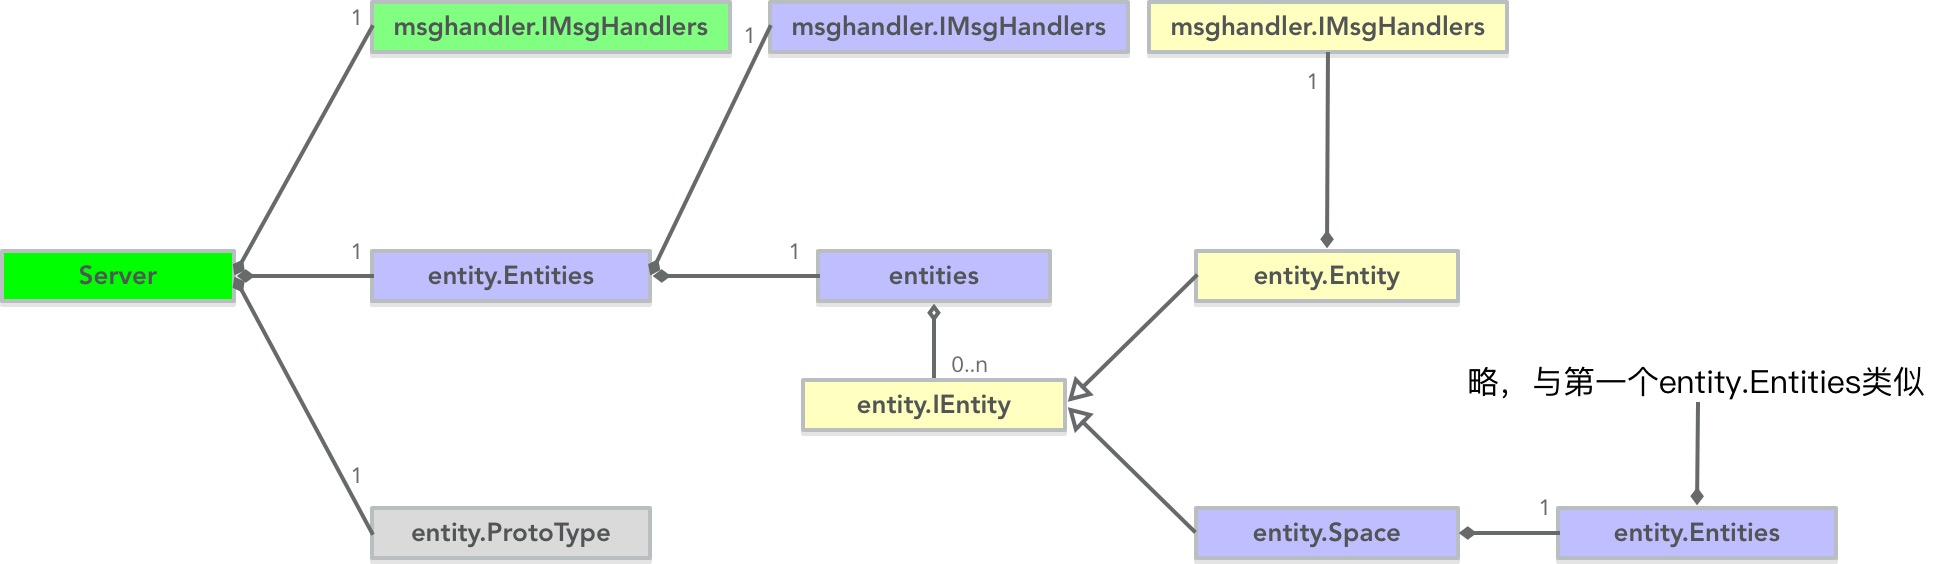 1
msghandler.IMsgHandlers
1
msghandler.IMsgHandlers
msghandler.IMsgHandlers
1
Server
1
entity.Entities
1
entities
entity.Entity
0..n
entity.IEntity
略，与第一个entity.Entities类似
1
entity.ProtoType
entity.Space
1
entity.Entities